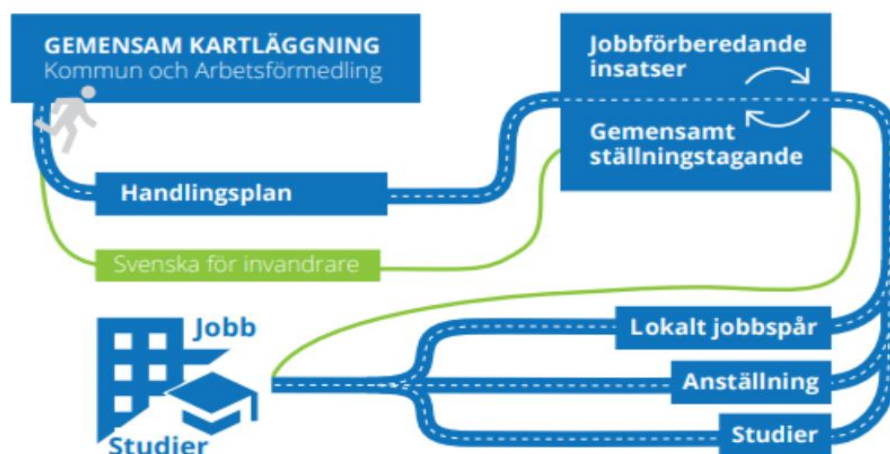 GEMENSAM KARTLÄGGNING
Kommun och Arbetsförmedling
Jobbförberedande
insatser
Gemensamt
ställningstagande
Handlingsplan
Svenska för invandrare
Jobb
Studier
Lokalt jobbspår
Anställning
Studier